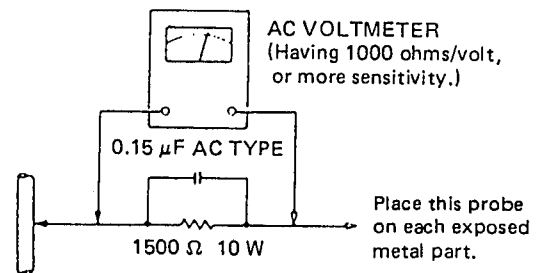 AC VOLTMETER
(Having 1000 ohms/volt,
or more sensitivity.)
0.15 µF AC TYPE
1500 Ω 10 W
Place this probe
on each exposed
metal part.